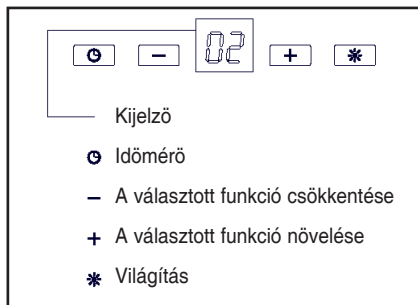 02
Kijelzö
Idömérö
– A választott funkció csökkentése
+ A választott funkció növelése
Világítás